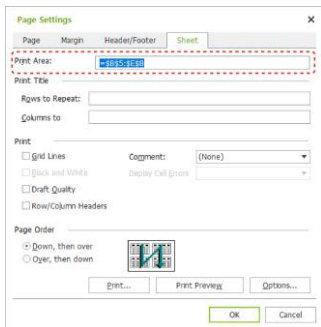 Page Settings
Page Margin Header/Footer Sheet
Print Area: =$B$5:$E$8
Print Title
Rows to Repeat:
Columns to
Print
Grid Lines Comment: (None)
Black and White Display Cell Errors
Draft Quality
Row/Column Headers
Page Order
Down, then over
Over, then down
Print... Print Preview Options...
OK Cancel